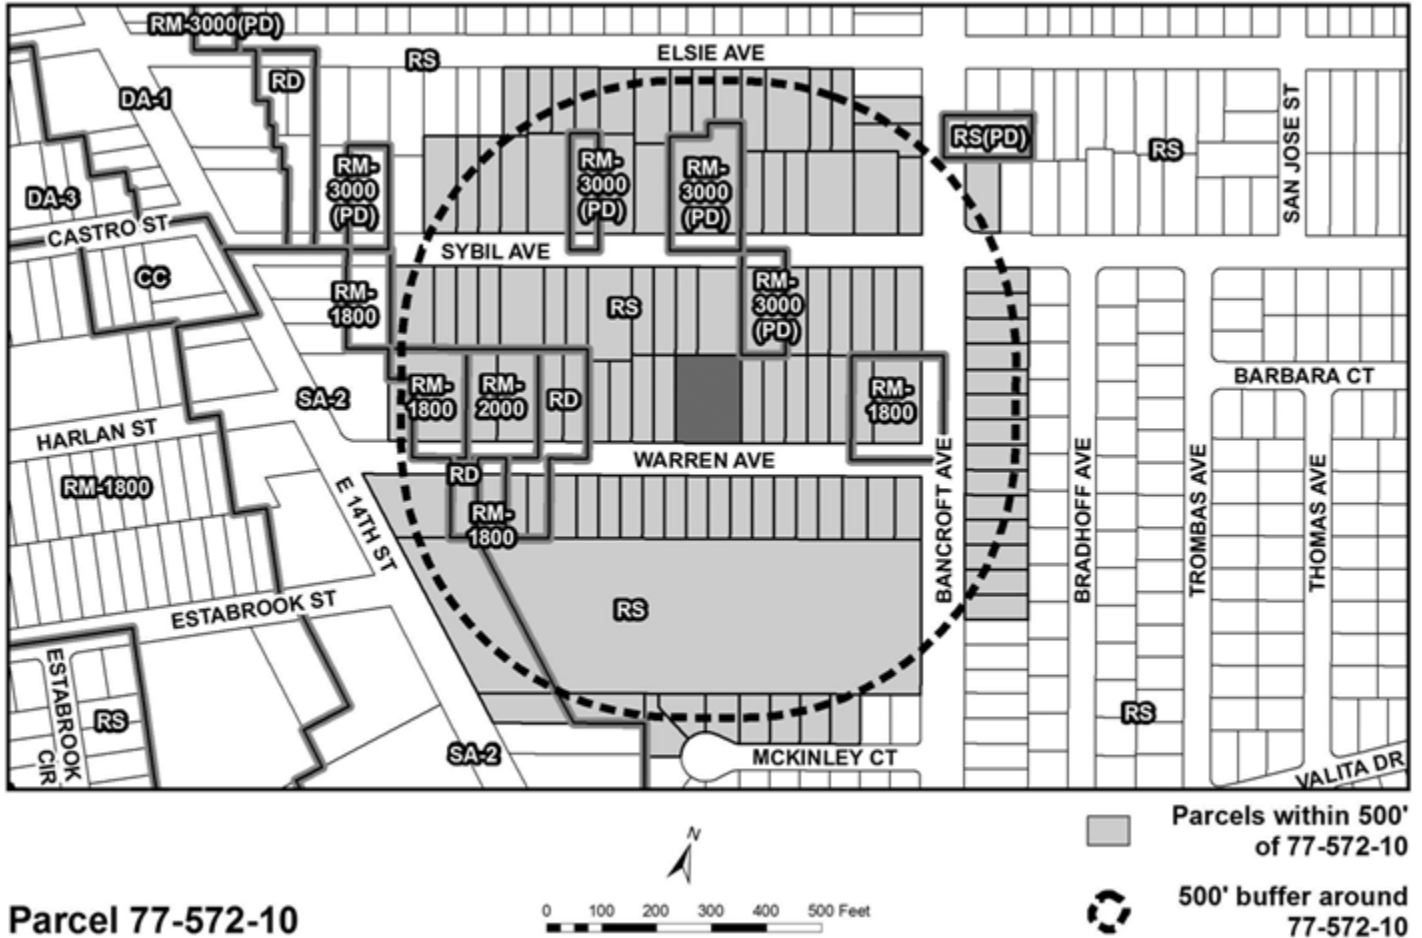 RM-3000(PD)
ELSIE AVE
RS
RD
DA-1
SAN JOSE ST
RS(PD)
RS
RM-
3000
(PD)
RM-
3000
(PD)
RM-
3000
(PD)
DA-3
CASTRO ST
SYBIL AVE
CC
RM-
1800
RS
RM-
3000
(PD)
BARBARA CT
SA-2
RM-
1800
RM-
2000
RD
RM-
1800
HARLAN ST
WARREN AVE
RD
RM-1800
RM-
1800
E 14TH ST
BANCROFT AVE
BRADHOFF AVE
TROMBAS AVE
THOMAS AVE
ESTABROOK ST
RS
ESTABROOK
CIR
RS
RS
SA-2
MCKINLEY CT
VALITA DR
Parcels within 500'
of 77-572-10
N
500' buffer around
77-572-10
Parcel 77-572-10
0 100 200 300 400 500 Feet